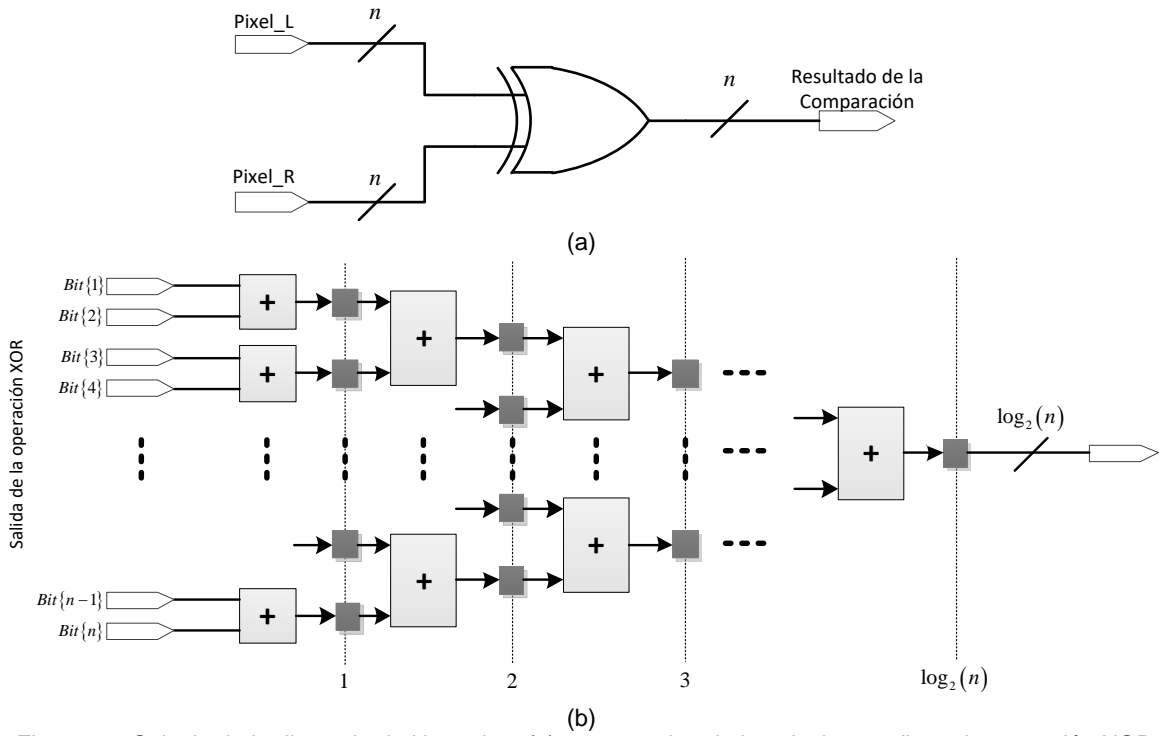 Pixel_L
n
n
Resultado de la
Comparación
Pixel_R
n
(a)
Salida de la operación XOR
Bit{1}
+
Bit{2}
+
+
Bit{3}
+
+
Bit{4}
log₂(n)
+
+
+
Bit{n−1}
+
Bit{n}
1
2
3
log₂(n)
(b)